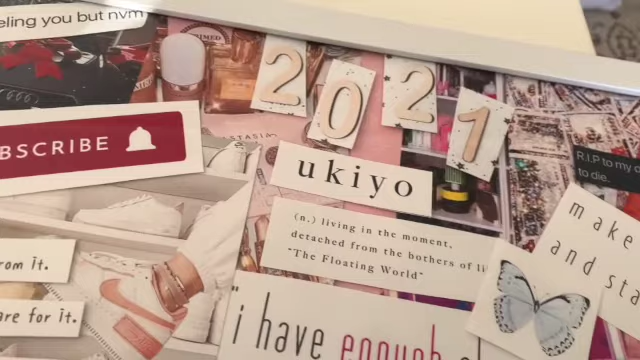 eling you but nvm
2021
BSCRIBE
ukiyo
(n.) living in the moment,
detached from the bothers of li
"The Floating World"
R.I.P to my d
to die.
make
and sta
rom it.
are for it.
"i have enough